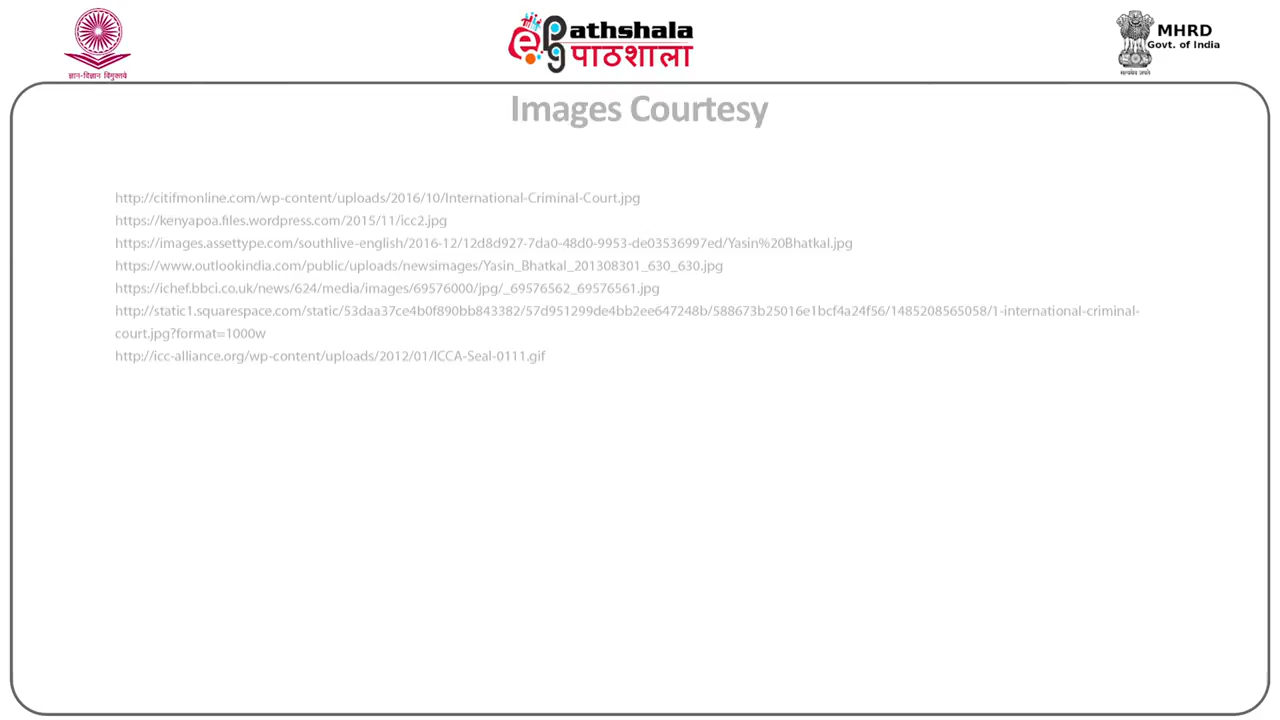 ज्ञान-विज्ञान विमुक्तये
epg Pathshala
पाठशाला
MHRD
Govt. of India
सत्यमेव जयते
Images Courtesy
http://citifmonline.com/wp-content/uploads/2016/10/International-Criminal-Court.jpg
https://kenyapoa.files.wordpress.com/2015/11/icc2.jpg
https://images.assettype.com/southlive-english/2016-12/12d8d927-7da0-48d0-9953-de03536997ed/Yasin%20Bhatkal.jpg
https://www.outlookindia.com/public/uploads/newsimages/Yasin_Bhatkal_201308301_630_630.jpg
https://ichef.bbci.co.uk/news/624/media/images/69576000/jpg/_69576562_69576561.jpg
http://static1.squarespace.com/static/53daa37ce4b0f890bb843382/57d951299de4bb2ee647248b/588673b25016e1bcf4a24f56/1485208565058/1-international-criminal-
court.jpg?format=1000w
http://icc-alliance.org/wp-content/uploads/2012/01/ICCA-Seal-0111.gif